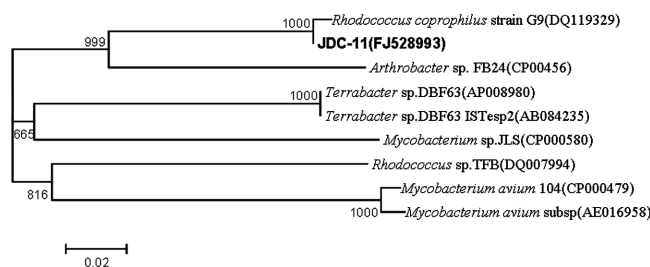 1000 Rhodococcus coprophilus strain G9(DQ119329)
999 JDC-11(FJ528993)
Arthrobacter sp. FB24(CP00456)
1000 Terrabacter sp.DBF63(AP008980)
Terrabacter sp.DBF63 ISTesp2(AB084235)
665
Mycobacterium sp.JLS(CP000580)
Rhodococcus sp.TFB(DQ007994)
816 Mycobacterium avium 104(CP000479)
1000 Mycobacterium avium subsp(AE016958)
0.02